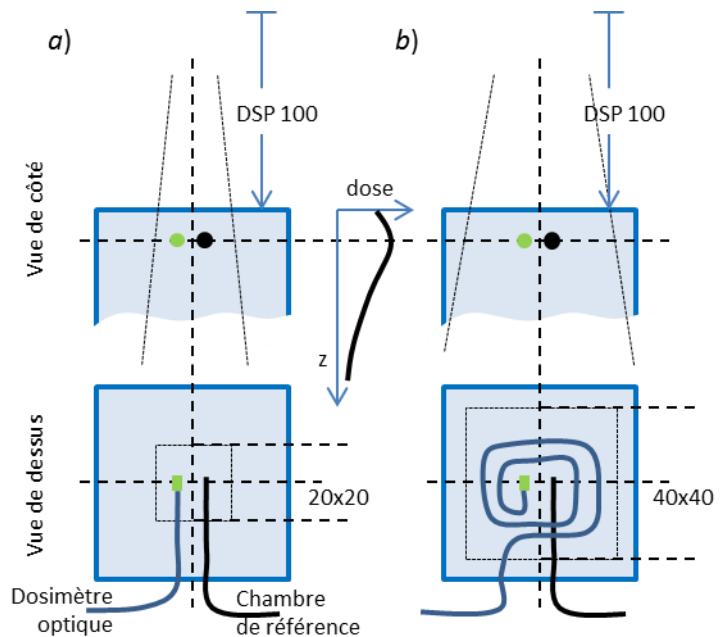 a)
b)
DSP 100
DSP 100
Vue de côté
dose
z
Vue de dessus
20x20
40x40
Dosimètre
optique
Chambre
de référence